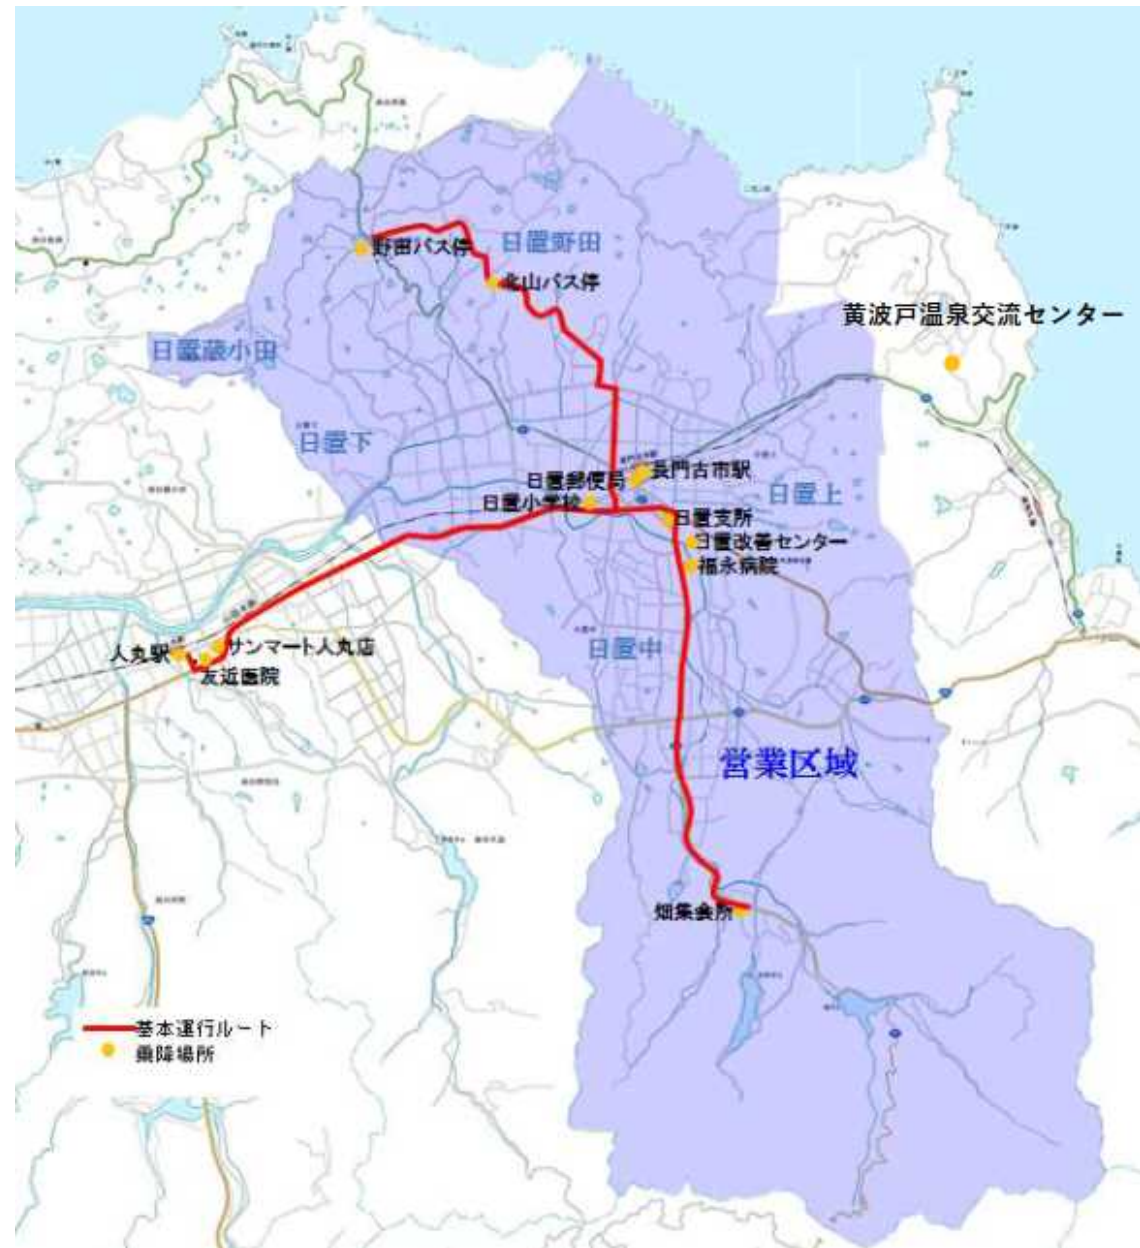 野田バス停
日置野田
北山バス停
黄波戸温泉交流センター
日置蔵小田
日置下
長門古市駅
日置郵便局
日置小学校
日置上
日置支所
日置改善センター
福永病院
人丸駅
サンマート人丸店
友近医院
日置中
営業区域
畑集会所
基本運行ルート
乗降場所